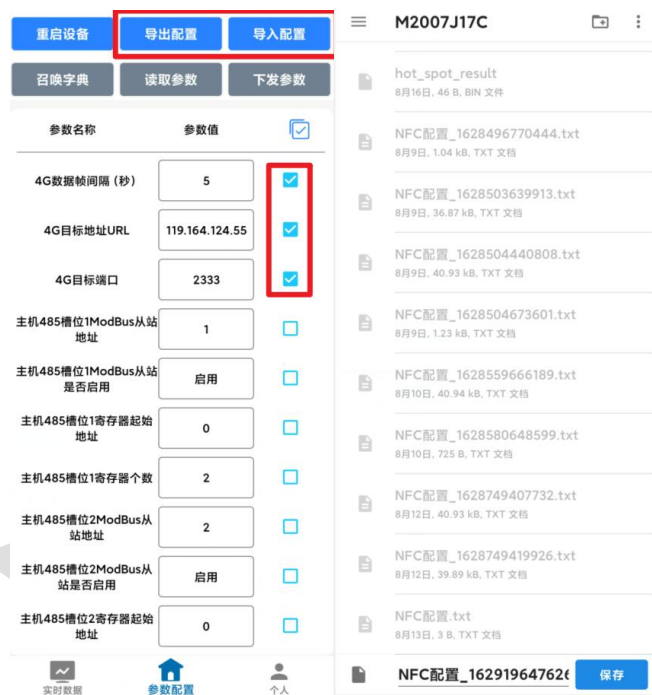 重启设备
导出配置
导入配置
召唤字典
读取参数
下发参数
参数名称
参数值
4G数据帧间隔 (秒)
5
4G目标地址URL
119.164.124.55
4G目标端口
2333
主机485槽位1ModBus从站
地址
1
主机485槽位1ModBus从站
是否启用
启用
主机485槽位1寄存器起始
地址
0
主机485槽位1寄存器个数
2
主机485槽位2ModBus从
站地址
2
主机485槽位2ModBus从
站是否启用
启用
主机485槽位2寄存器起始
地址
0
实时数据
参数配置
个人
M2007J17C
hot_spot_result
8月16日, 46 B, BIN 文件
NFC配置_1628496770444.txt
8月9日, 1.04 kB, TXT 文档
NFC配置_1628503639913.txt
8月9日, 36.87 kB, TXT 文档
NFC配置_1628504440808.txt
8月9日, 40.93 kB, TXT 文档
NFC配置_1628504673601.txt
8月9日, 1.23 kB, TXT 文档
NFC配置_1628559666189.txt
8月10日, 40.94 kB, TXT 文档
NFC配置_1628580648599.txt
8月10日, 725 B, TXT 文档
NFC配置_1628749407732.txt
8月12日, 40.93 kB, TXT 文档
NFC配置_1628749419926.txt
8月12日, 39.89 kB, TXT 文档
NFC配置.txt
8月13日, 3 B, TXT 文档
NFC配置_162919647626
保存